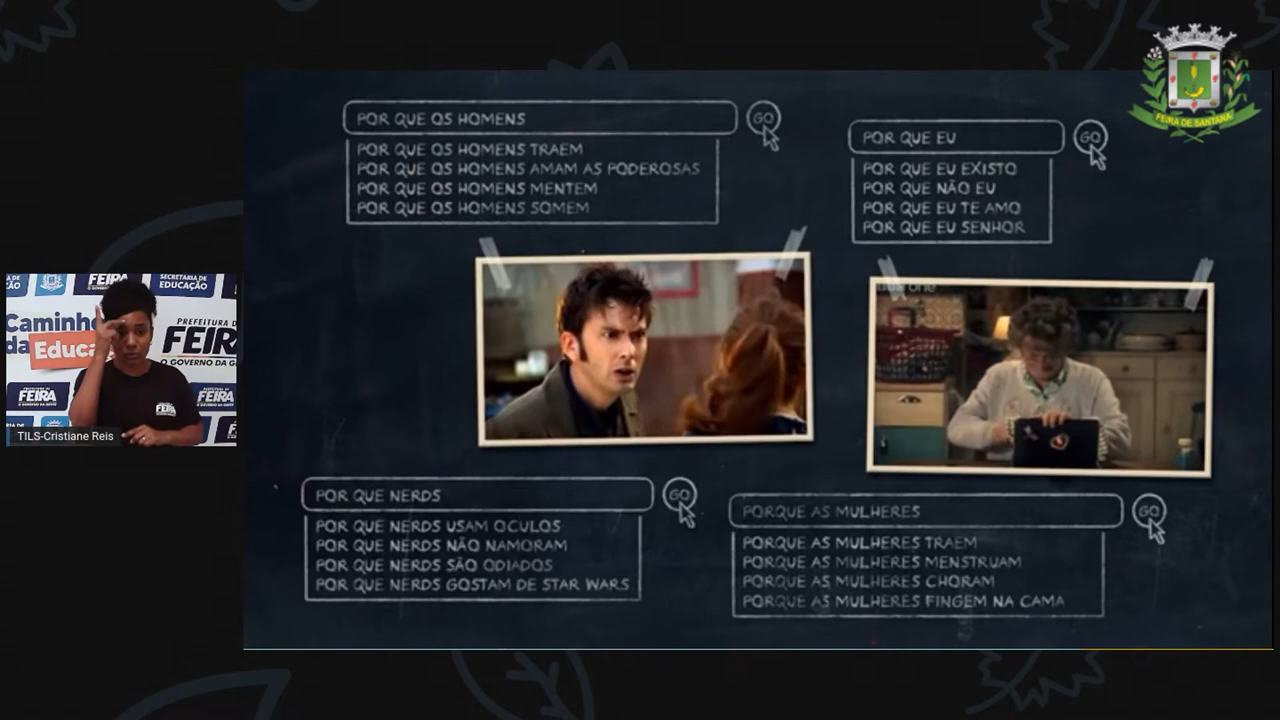 FEIRA DE SANTANA
POR QUE OS HOMENS
GO
POR QUE OS HOMENS TRAEM
POR QUE OS HOMENS AMAM AS PODEROSAS
POR QUE OS HOMENS MENTEM
POR QUE OS HOMENS SOMEM
POR QUE EU
GO
POR QUE EU EXISTO
POR QUE NÃO EU
POR QUE EU TE AMO
POR QUE EU SENHOR
FEIRA
SECRETARIA DE
EDUCAÇÃO
Caminho
da
Educa
PREFEITURA D
FEIR
O GOVERNO DA GE
FEIRA
FEIRA
FEIRA
TILS-Cristiane Reis
POR QUE NERDS
GO
POR QUE NERDS USAM OCULOS
POR QUE NERDS NÃO NAMORAM
POR QUE NERDS SÃO ODIADOS
POR QUE NERDS GOSTAM DE STAR WARS
PORQUE AS MULHERES
GO
PORQUE AS MULHERES TRAEM
PORQUE AS MULHERES MENSTRUAM
PORQUE AS MULHERES CHORAM
PORQUE AS MULHERES FINGEM NA CAMA